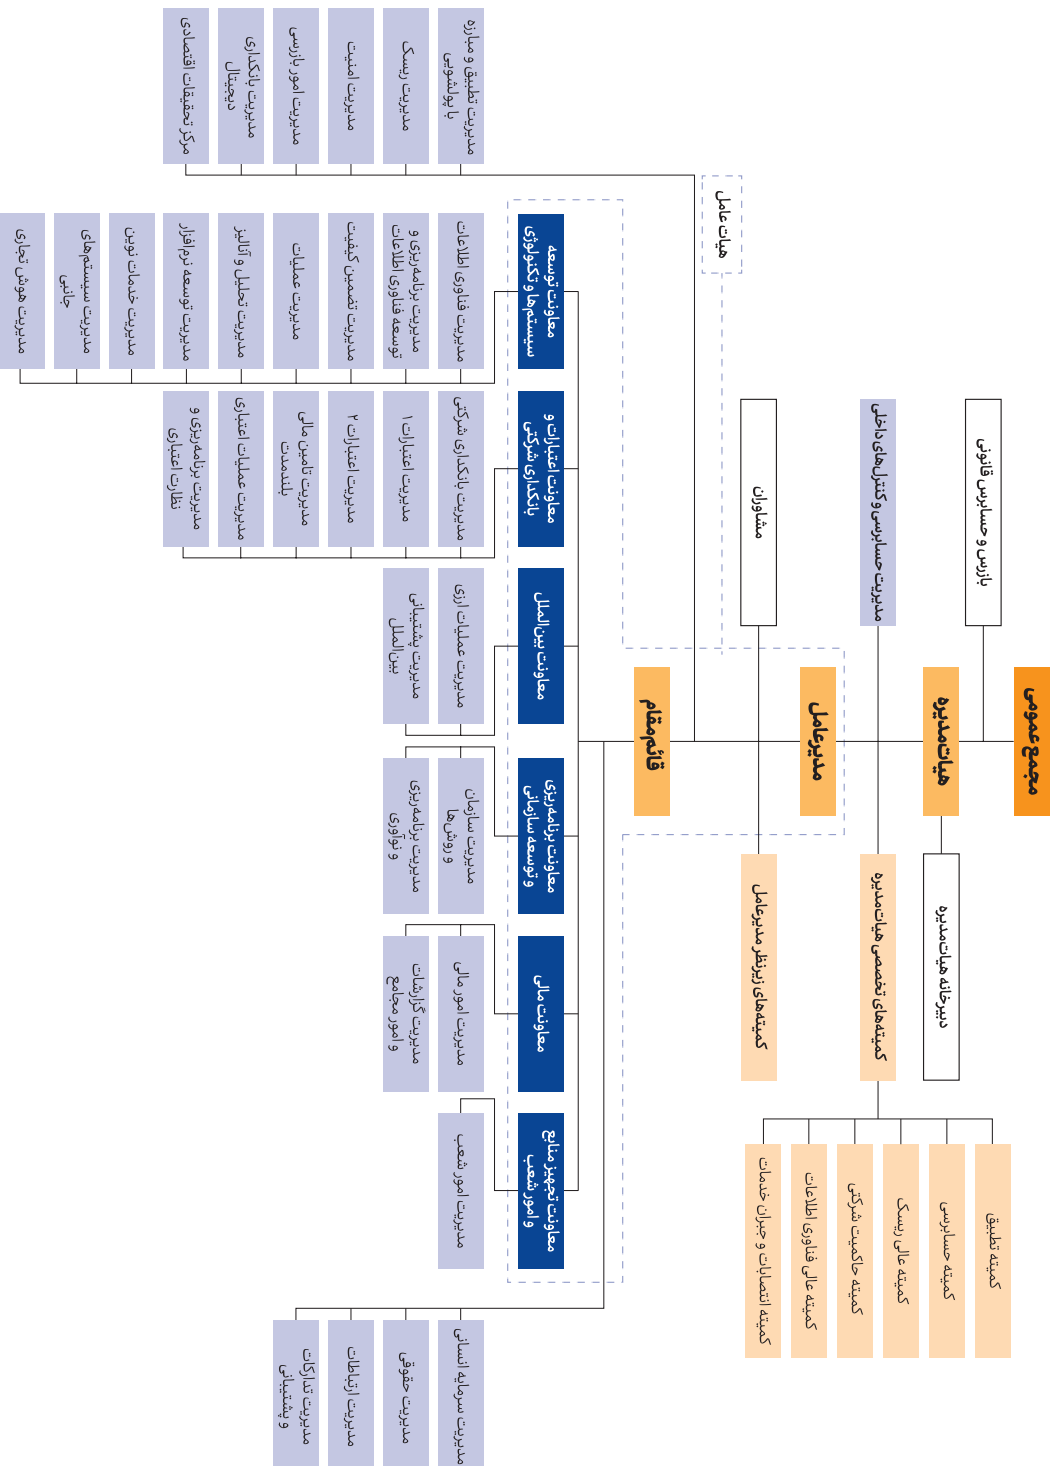 مجمع عمومی
بازرس و حسابرس قانونی
هیات‌مدیره
دبیرخانه هیات‌مدیره
مدیریت حسابرسی و کنترل‌های داخلی
کمیته‌های تخصصی هیات‌مدیره
کمیته تطبیق
کمیته حسابرسی
کمیته عالی ریسک
کمیته حاکمیت شرکتی
کمیته عالی فناوری اطلاعات
کمیته انتصابات و جبران خدمات
مدیرعامل
مشاوران
کمیته‌های زیرنظر مدیرعامل
هیات عامل
قائم‌مقام
مدیریت تطبیق و مبارزه
با پولشویی
مدیریت ریسک
مدیریت امنیت
مدیریت امور بازرسی
مدیریت بانکداری
دیجیتال
مرکز تحقیقات اقتصادی
معاونت توسعه
سیستم‌ها و تکنولوژی
مدیریت فناوری اطلاعات
مدیریت برنامه‌ریزی و
توسعه فناوری اطلاعات
مدیریت تضمین کیفیت
مدیریت عملیات
مدیریت تحلیل و آنالیز
مدیریت توسعه نرم‌افزار
مدیریت خدمات نوین
مدیریت سیستم‌های
جانبی
مدیریت هوش تجاری
معاونت اعتبارات و
بانکداری شرکتی
مدیریت بانکداری شرکتی
مدیریت اعتبارات ۱
مدیریت اعتبارات ۲
مدیریت تامین مالی
بلندمدت
مدیریت عملیات اعتباری
مدیریت برنامه‌ریزی و
نظارت اعتباری
معاونت بین‌الملل
مدیریت عملیات ارزی
مدیریت پشتیبانی
بین‌الملل
معاونت برنامه‌ریزی
و توسعه سازمانی
مدیریت سازمان
و روش‌ها
مدیریت برنامه‌ریزی
و نوآوری
معاونت مالی
مدیریت امور مالی
مدیریت گزارشات
و امور مجامع
معاونت تجهیز منابع
و امور شعب
مدیریت امور شعب
مدیریت سرمایه انسانی
مدیریت حقوقی
مدیریت ارتباطات
مدیریت تدارکات
و پشتیبانی